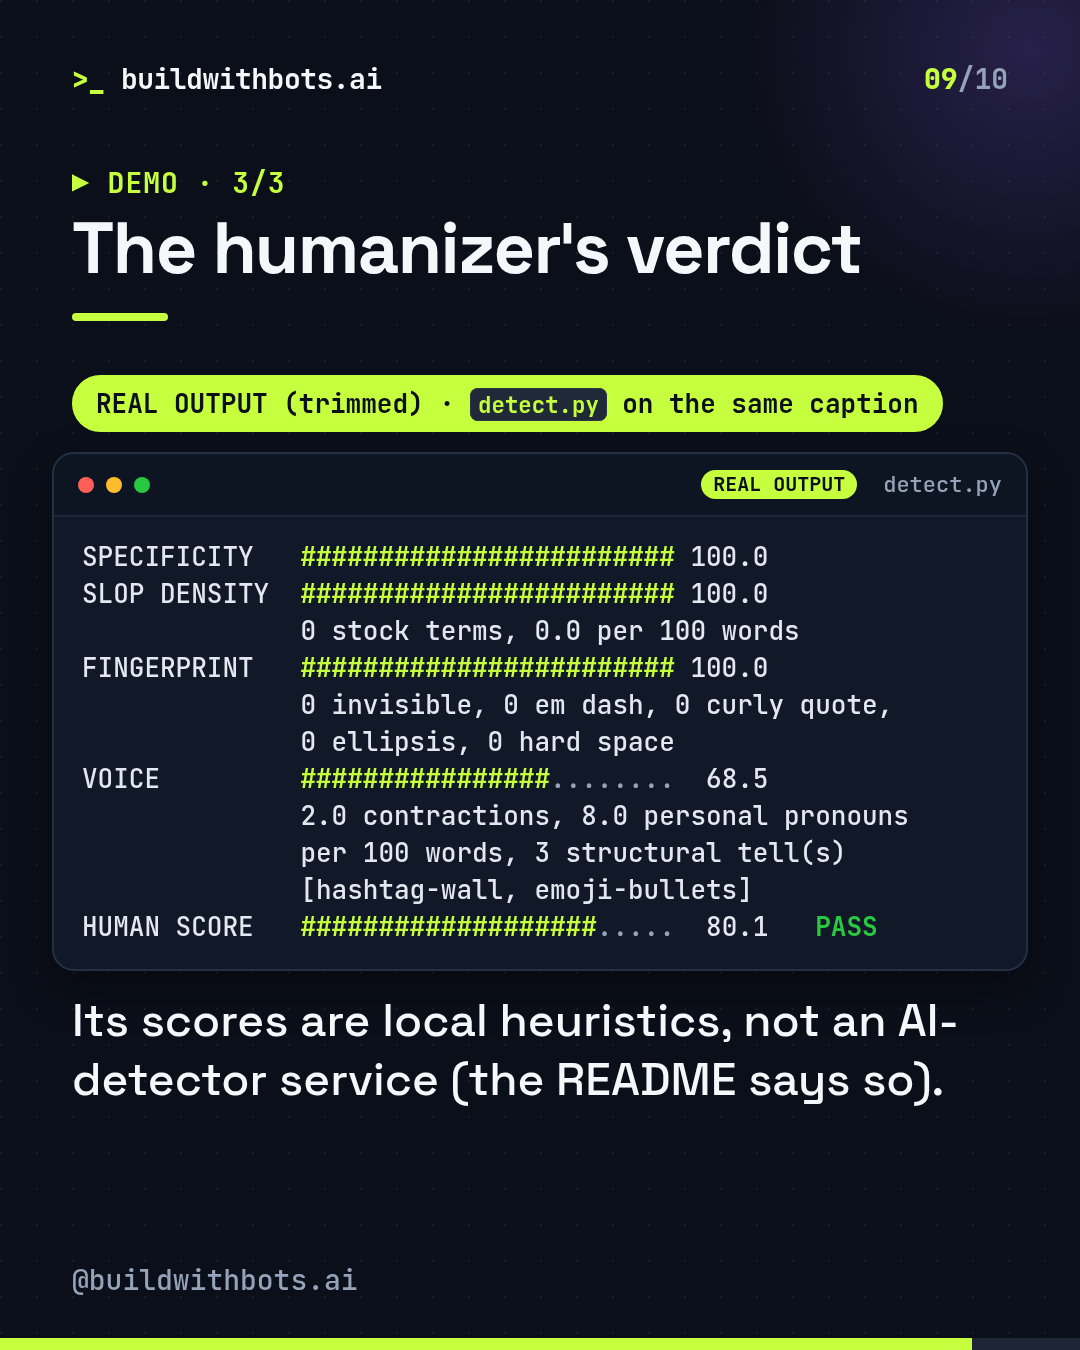 >_ buildwithbots.ai
09/10
▶ DEMO · 3/3
The humanizer's verdict
REAL OUTPUT (trimmed) · detect.py on the same caption
REAL OUTPUT detect.py
SPECIFICITY ######################## 100.0
SLOP DENSITY ######################## 100.0
0 stock terms, 0.0 per 100 words
FINGERPRINT ######################## 100.0
0 invisible, 0 em dash, 0 curly quote,
0 ellipsis, 0 hard space
VOICE ################........ 68.5
2.0 contractions, 8.0 personal pronouns
per 100 words, 3 structural tell(s)
[hashtag-wall, emoji-bullets]
HUMAN SCORE ###################..... 80.1 PASS
Its scores are local heuristics, not an AI-
detector service (the README says so).
@buildwithbots.ai